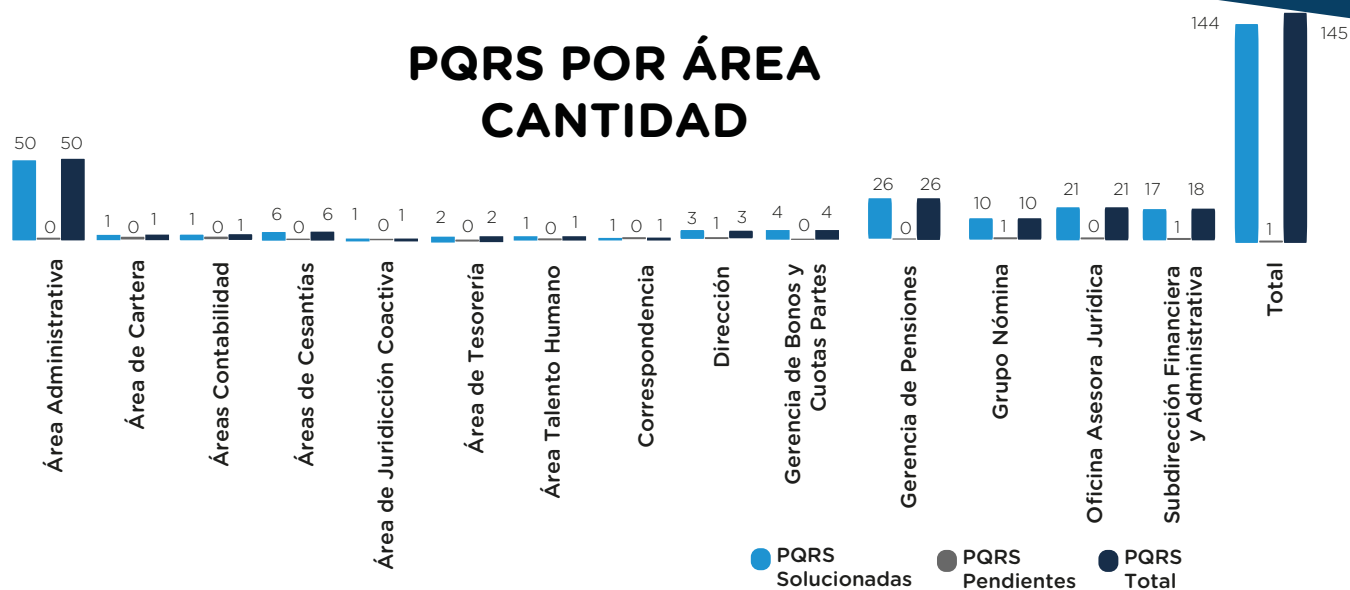 PQRS POR ÁREA
CANTIDAD
50
0
50
1
0
1
1
0
1
6
0
6
1
0
1
2
0
2
1
0
1
1
0
1
3
1
3
4
0
4
26
0
26
10
1
10
21
0
21
17
1
18
144
1
145
Área Administrativa
Área de Cartera
Áreas Contabilidad
Áreas de Cesantías
Área de Juridicción Coactiva
Área de Tesorería
Área Talento Humano
Correspondencia
Dirección
Gerencia de Bonos y
Cuotas Partes
Gerencia de Pensiones
Grupo Nómina
Oficina Asesora Jurídica
Subdirección Financiera
y Administrativa
Total
PQRS
Solucionadas
PQRS
Pendientes
PQRS
Total